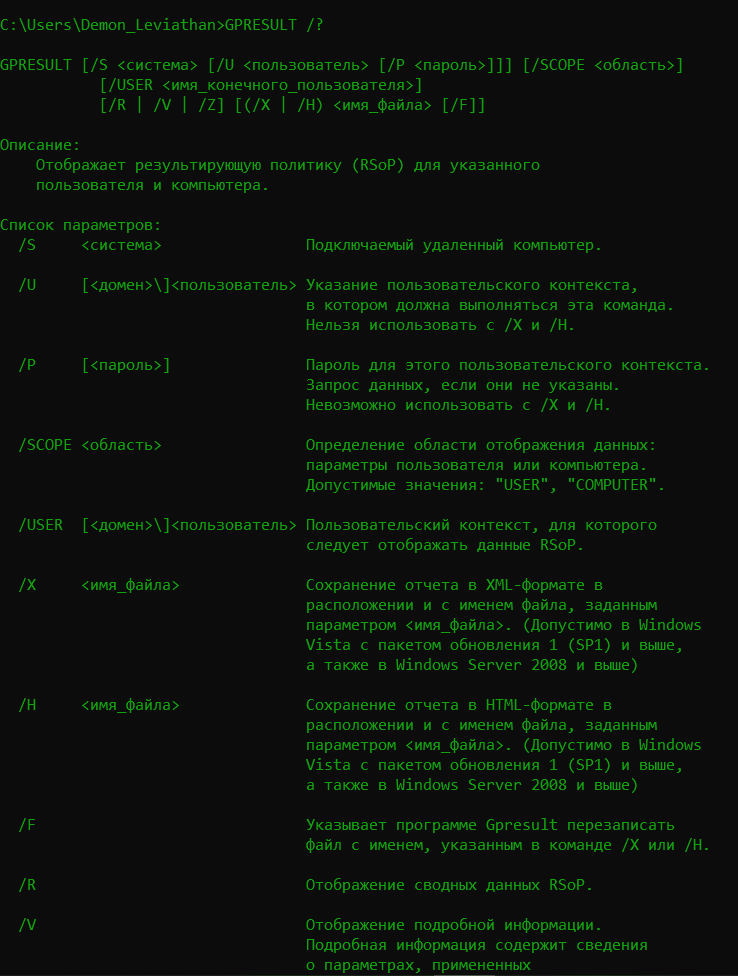 C:\Users\Demon_Leviathan>GPRESULT /?
GPRESULT [/S <система> [/U <пользователь> [/P <пароль>]]] [/SCOPE <область>]
[/USER <имя_конечного_пользователя>]
[/R | /V | /Z] [(/X | /H) <имя_файла> [/F]]
Описание:
Отображает результирующую политику (RSoP) для указанного
пользователя и компьютера.
Список параметров:
/S <система> Подключаемый удаленный компьютер.
/U [<домен>\]<пользователь> Указание пользовательского контекста,
в котором должна выполняться эта команда.
Нельзя использовать с /X и /H.
/P [<пароль>] Пароль для этого пользовательского контекста.
Запрос данных, если они не указаны.
Невозможно использовать с /X и /H.
/SCOPE <область> Определение области отображения данных:
параметры пользователя или компьютера.
Допустимые значения: "USER", "COMPUTER".
/USER [<домен>\]<пользователь> Пользовательский контекст, для которого
следует отображать данные RSoP.
/X <имя_файла> Сохранение отчета в XML-формате в
расположении и с именем файла, заданным
параметром <имя_файла>. (Допустимо в Windows
Vista с пакетом обновления 1 (SP1) и выше,
а также в Windows Server 2008 и выше)
/H <имя_файла> Сохранение отчета в HTML-формате в
расположении и с именем файла, заданным
параметром <имя_файла>. (Допустимо в Windows
Vista с пакетом обновления 1 (SP1) и выше,
а также в Windows Server 2008 и выше)
/F Указывает программе Gpresult перезаписать
файл с именем, указанным в команде /X или /H.
/R Отображение сводных данных RSoP.
/V Отображение подробной информации.
Подробная информация содержит сведения
о параметрах, примененных